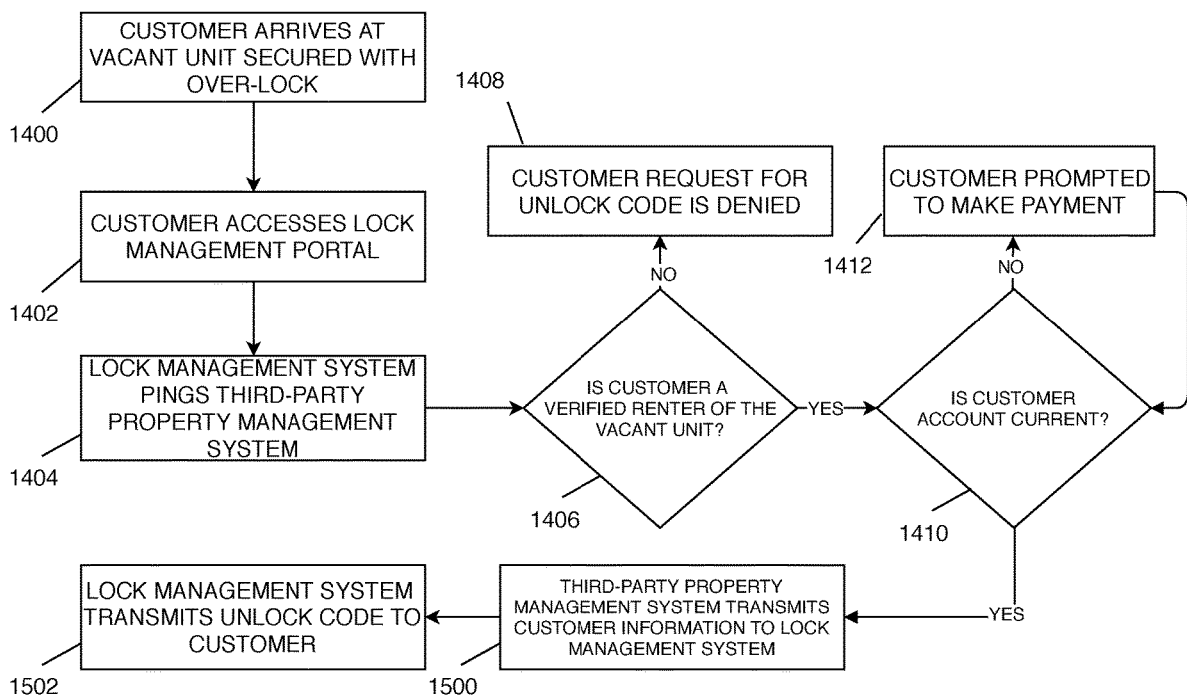 CUSTOMER ARRIVES AT
VACANT UNIT SECURED WITH
OVER-LOCK
1400
CUSTOMER ACCESSES LOCK
MANAGEMENT PORTAL
1402
LOCK MANAGEMENT SYSTEM
PINGS THIRD-PARTY
PROPERTY MANAGEMENT
SYSTEM
1404
IS CUSTOMER A
VERIFIED RENTER OF THE
VACANT UNIT?
1406
NO
1408
CUSTOMER REQUEST FOR
UNLOCK CODE IS DENIED
YES
IS CUSTOMER
ACCOUNT CURRENT?
1410
NO
CUSTOMER PROMPTED
TO MAKE PAYMENT
1412
YES
THIRD-PARTY PROPERTY
MANAGEMENT SYSTEM TRANSMITS
CUSTOMER INFORMATION TO LOCK
MANAGEMENT SYSTEM
1500
LOCK MANAGEMENT SYSTEM
TRANSMITS UNLOCK CODE TO
CUSTOMER
1502